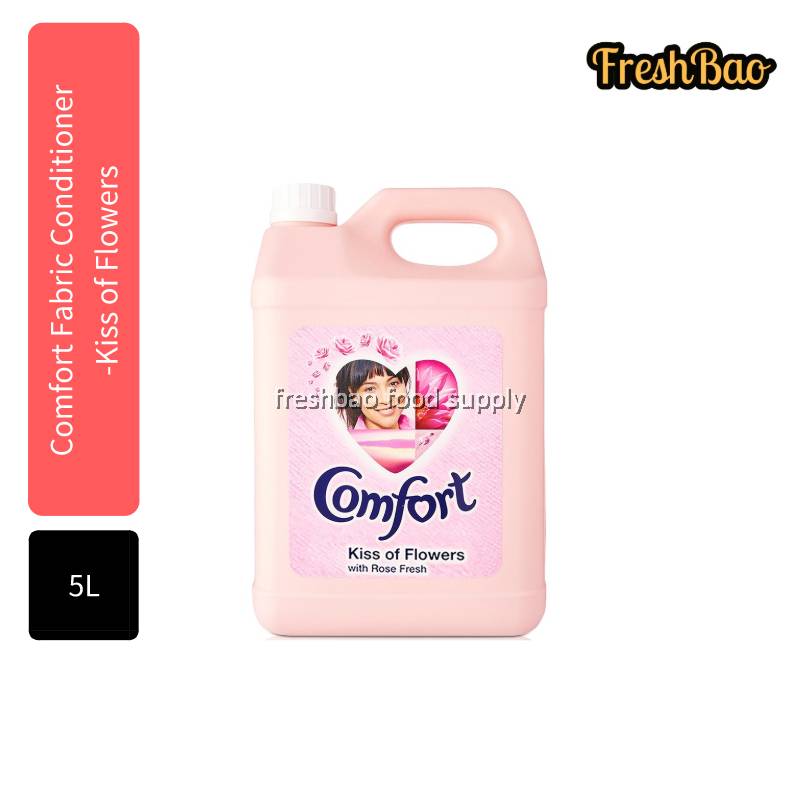 Comfort Fabric Conditioner
-Kiss of Flowers
5L
FreshBao
freshbao food supply
Comfort
Kiss of Flowers
with Rose Fresh